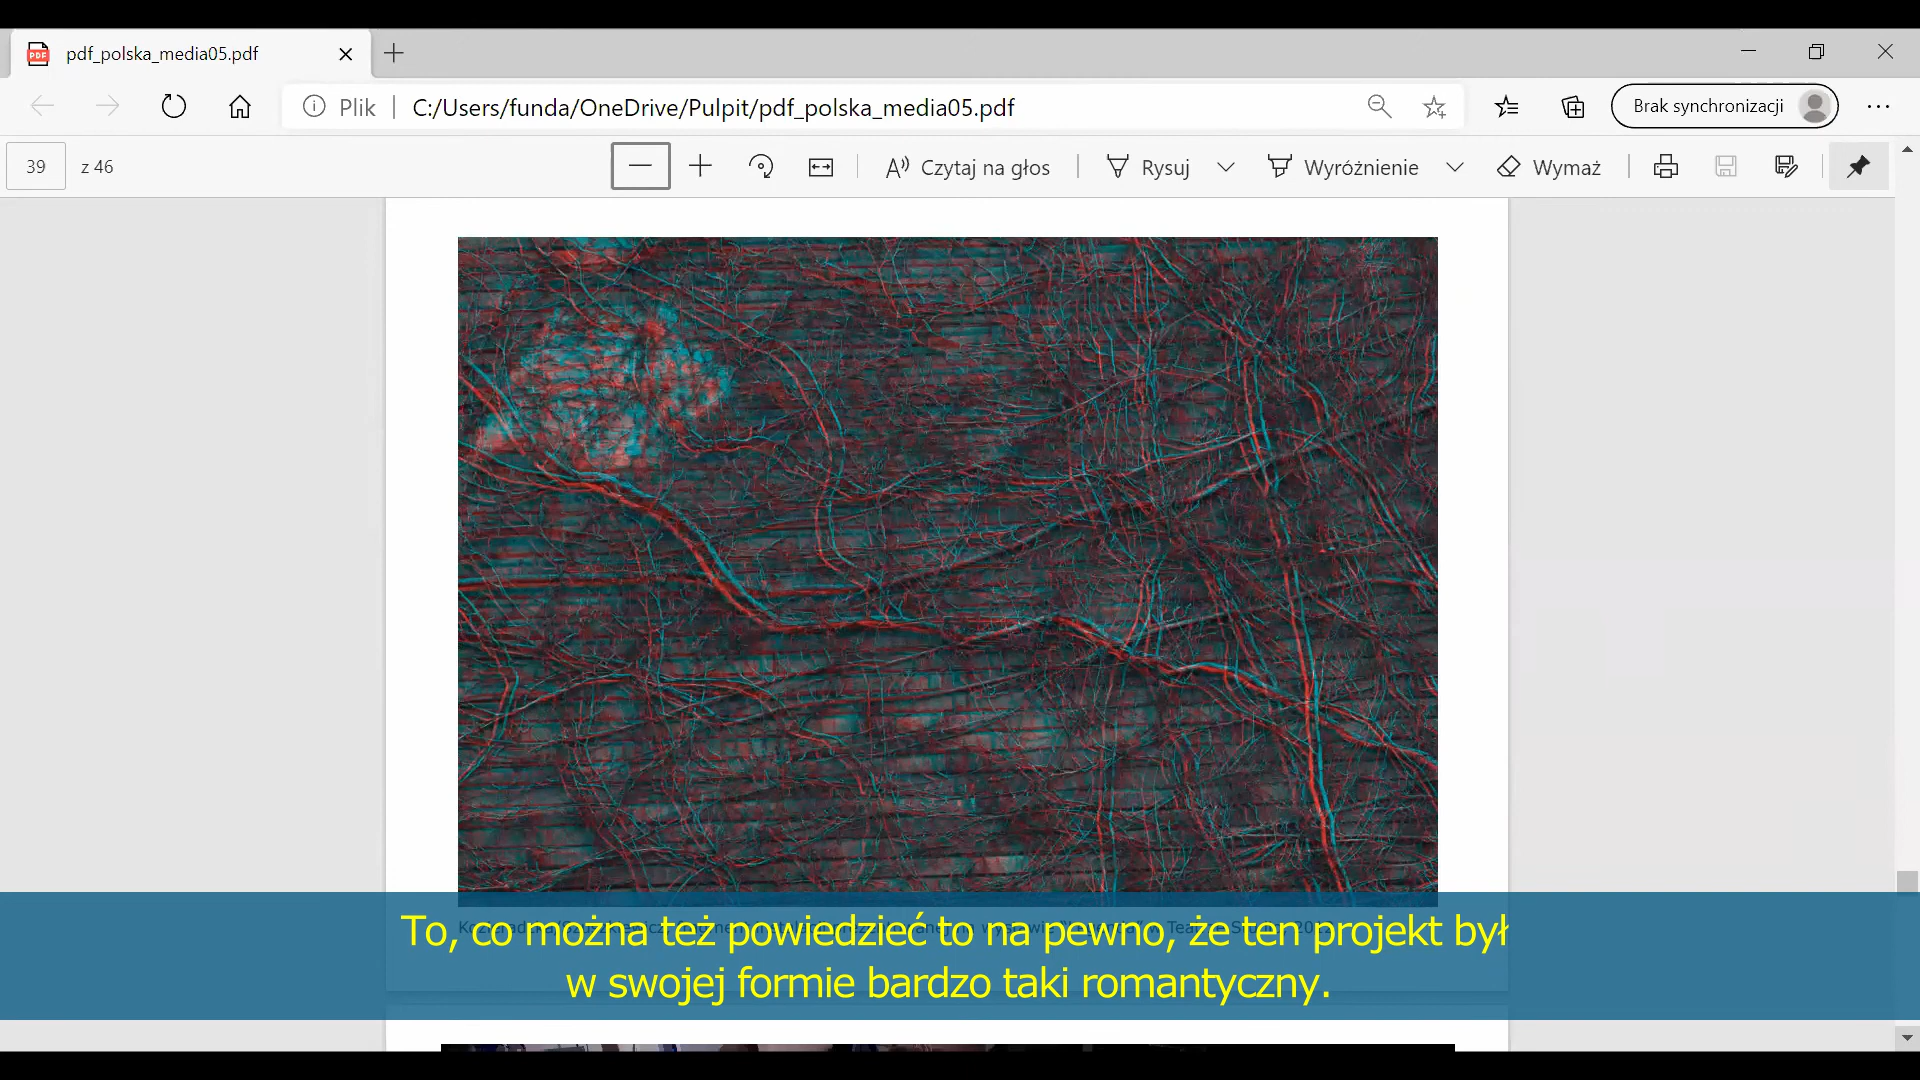 pdf_polska_media05.pdf
Plik
C:/Users/funda/OneDrive/Pulpit/pdf_polska_media05.pdf
Brak synchronizacji
39 z 46
Czytaj na głos
Rysuj
Wyróżnienie
Wymaż
To, co można też powiedzieć to na pewno, że ten projekt był
w swojej formie bardzo taki romantyczny.